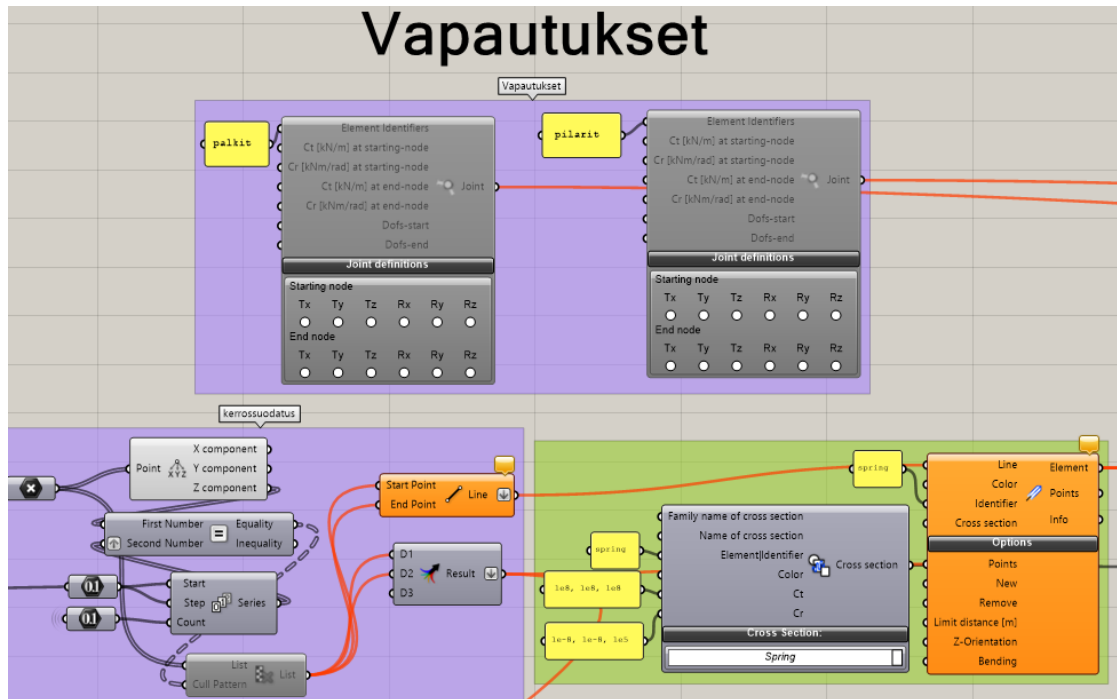 Vapautukset
Vapautukset
palkit
Element Identifiers
Ct [kN/m] at starting-node
Cr [kNm/rad] at starting-node
Ct [kN/m] at end-node
Cr [kNm/rad] at end-node
Dofs-start
Dofs-end
Joint
Joint definitions
Starting node
Tx Ty Tz Rx Ry Rz
End node
Tx Ty Tz Rx Ry Rz
pilarit
Element Identifiers
Ct [kN/m] at starting-node
Cr [kNm/rad] at starting-node
Ct [kN/m] at end-node
Cr [kNm/rad] at end-node
Dofs-start
Dofs-end
Joint
Joint definitions
Starting node
Tx Ty Tz Rx Ry Rz
End node
Tx Ty Tz Rx Ry Rz
kerrossuodatus
Point
XYZ
X component
Y component
Z component
First Number
Second Number
=
Equality
Inequality
0.1
0.1
Start
Step
Count
Series
List
Cull Pattern
List
Start Point
End Point
Line
D1
D2
D3
Result
spring
1e8, 1e8, 1e8
1e-8, 1e-8, 1e5
Family name of cross section
Name of cross section
Element|Identifier
Color
Ct
Cr
Cross section
Cross Section:
Spring
spring
Line
Color
Identifier
Cross section
Element
Points
Info
Options
Points
New
Remove
Limit distance [m]
Z-Orientation
Bending